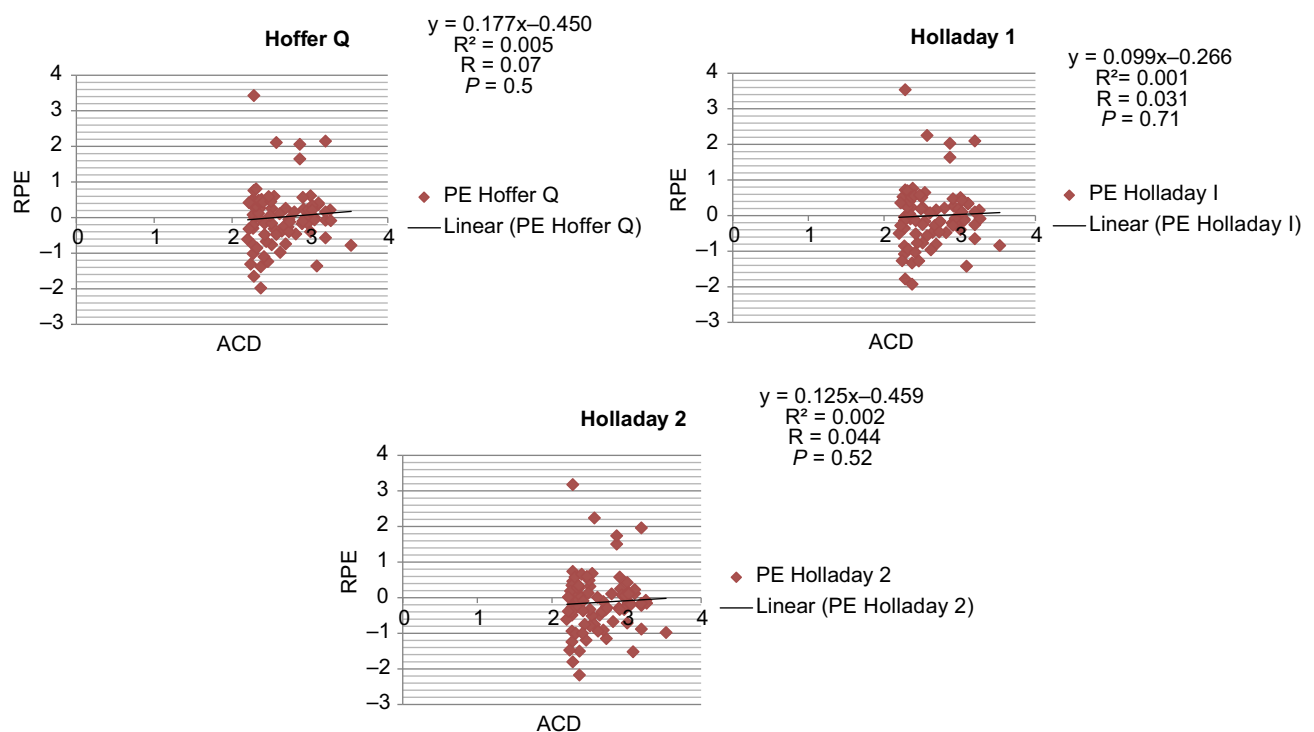 Hoffer Q
y = 0.177x–0.450
R² = 0.005
R = 0.07
P = 0.5
4
3
2
1
0
–1
–2
–3
0
1
2
3
4
RPE
ACD
PE Hoffer Q
Linear (PE Hoffer Q)
Holladay 1
y = 0.099x–0.266
R²= 0.001
R = 0.031
P = 0.71
4
3
2
1
0
–1
–2
–3
0
1
2
3
4
RPE
ACD
PE Holladay I
Linear (PE Holladay I)
Holladay 2
y = 0.125x–0.459
R² = 0.002
R = 0.044
P = 0.52
4
3
2
1
0
–1
–2
–3
0
1
2
3
4
RPE
ACD
PE Holladay 2
Linear (PE Holladay 2)